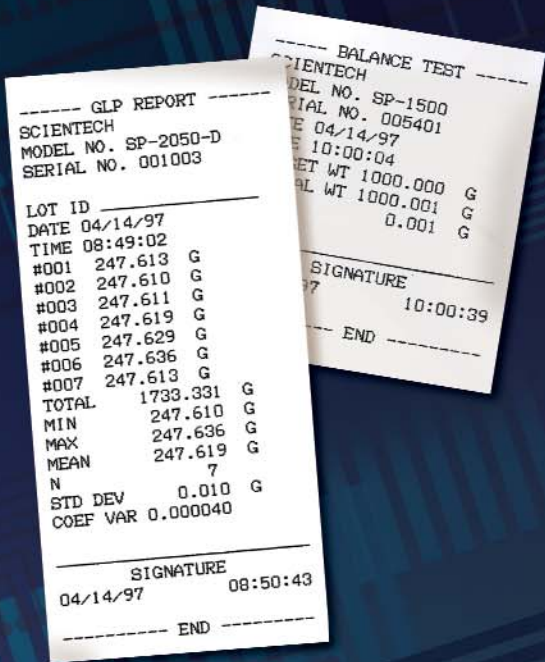 ------ GLP REPORT ------
SCIENTECH
MODEL NO. SP-2050-D
SERIAL NO. 001003
LOT ID ____________
DATE 04/14/97
TIME 08:49:02
#001 247.613 G
#002 247.610 G
#003 247.611 G
#004 247.619 G
#005 247.629 G
#006 247.636 G
#007 247.613 G
TOTAL 1733.331 G
MIN 247.610 G
MAX 247.636 G
MEAN 247.619 G
N 7
STD DEV 0.010 G
COEF VAR 0.000040
SIGNATURE
04/14/97 08:50:43
---------- END ---------
----- BALANCE TEST -----
SCIENTECH
DEL NO. SP-1500
RIAL NO. 005401
E 04/14/97
E 10:00:04
ET WT 1000.000 G
AL WT 1000.001 G
0.001 G
SIGNATURE
97 10:00:39
--- END ---------